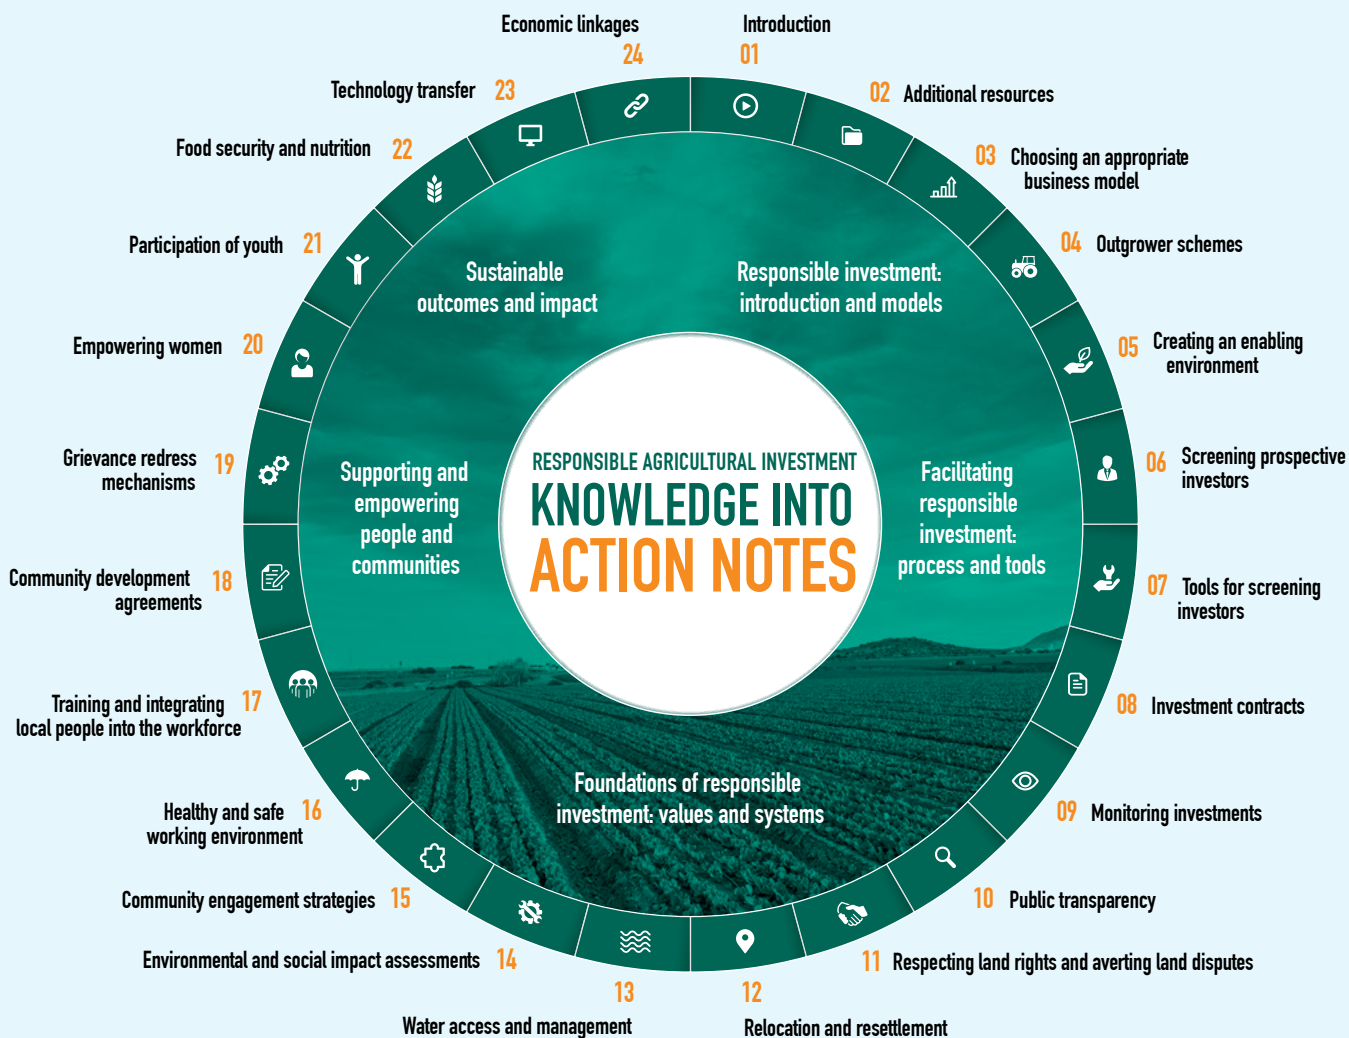 Economic linkages
24
Introduction
01
02 Additional resources
03 Choosing an appropriate
business model
04 Outgrower schemes
05 Creating an enabling
environment
06 Screening prospective
investors
07 Tools for screening
investors
08 Investment contracts
09 Monitoring investments
10 Public transparency
11 Respecting land rights and averting land disputes
12
Relocation and resettlement
13
Water access and management
Environmental and social impact assessments 14
Community engagement strategies 15
Healthy and safe 16
working environment
Training and integrating 17
local people into the workforce
Community development 18
agreements
Grievance redress 19
mechanisms
Empowering women 20
Participation of youth 21
Food security and nutrition 22
Technology transfer 23
Sustainable
outcomes and impact
Responsible investment:
introduction and models
Supporting and
empowering
people and
communities
RESPONSIBLE AGRICULTURAL INVESTMENT
KNOWLEDGE INTO
ACTION NOTES
Facilitating
responsible
investment:
process and tools
Foundations of responsible
investment: values and systems